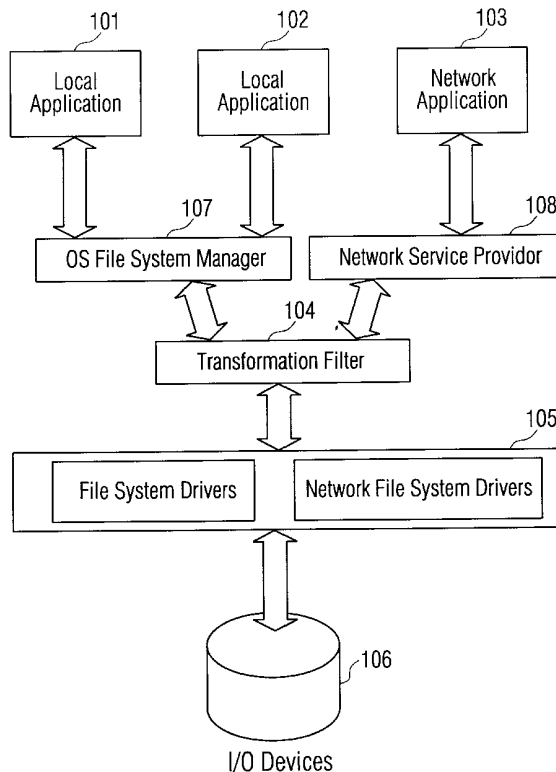 101
102
103
Local
Application
Local
Application
Network
Application
107
108
OS File System Manager
Network Service Providor
104
Transformation Filter
105
File System Drivers
Network File System Drivers
106
I/O Devices